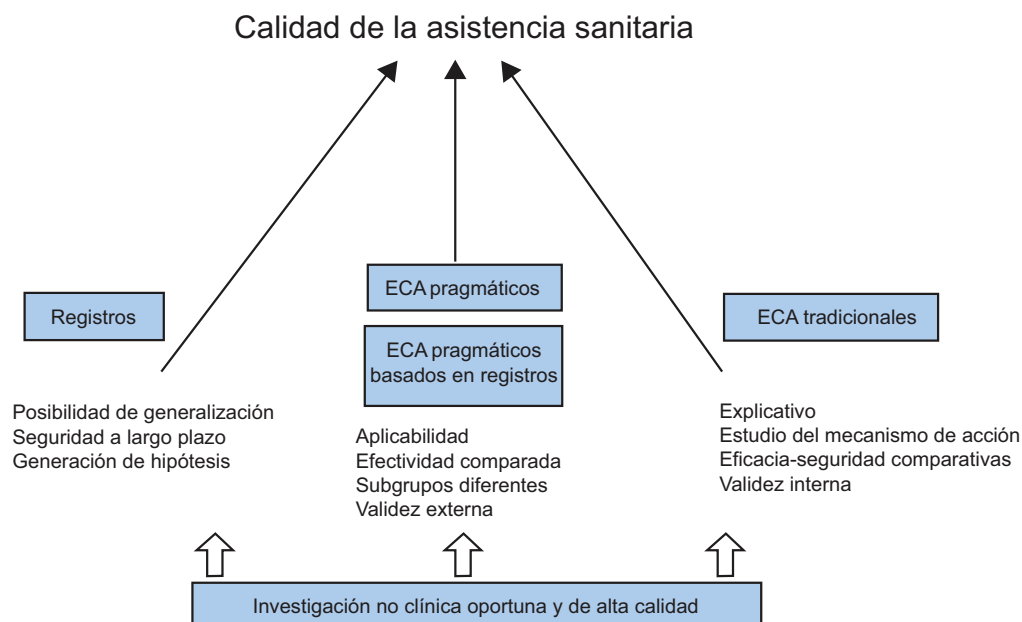 Calidad de la asistencia sanitaria
Registros
Posibilidad de generalización
Seguridad a largo plazo
Generación de hipótesis
ECA pragmáticos
ECA pragmáticos
basados en registros
Aplicabilidad
Efectividad comparada
Subgrupos diferentes
Validez externa
ECA tradicionales
Explicativo
Estudio del mecanismo de acción
Eficacia-seguridad comparativas
Validez interna
Investigación no clínica oportuna y de alta calidad